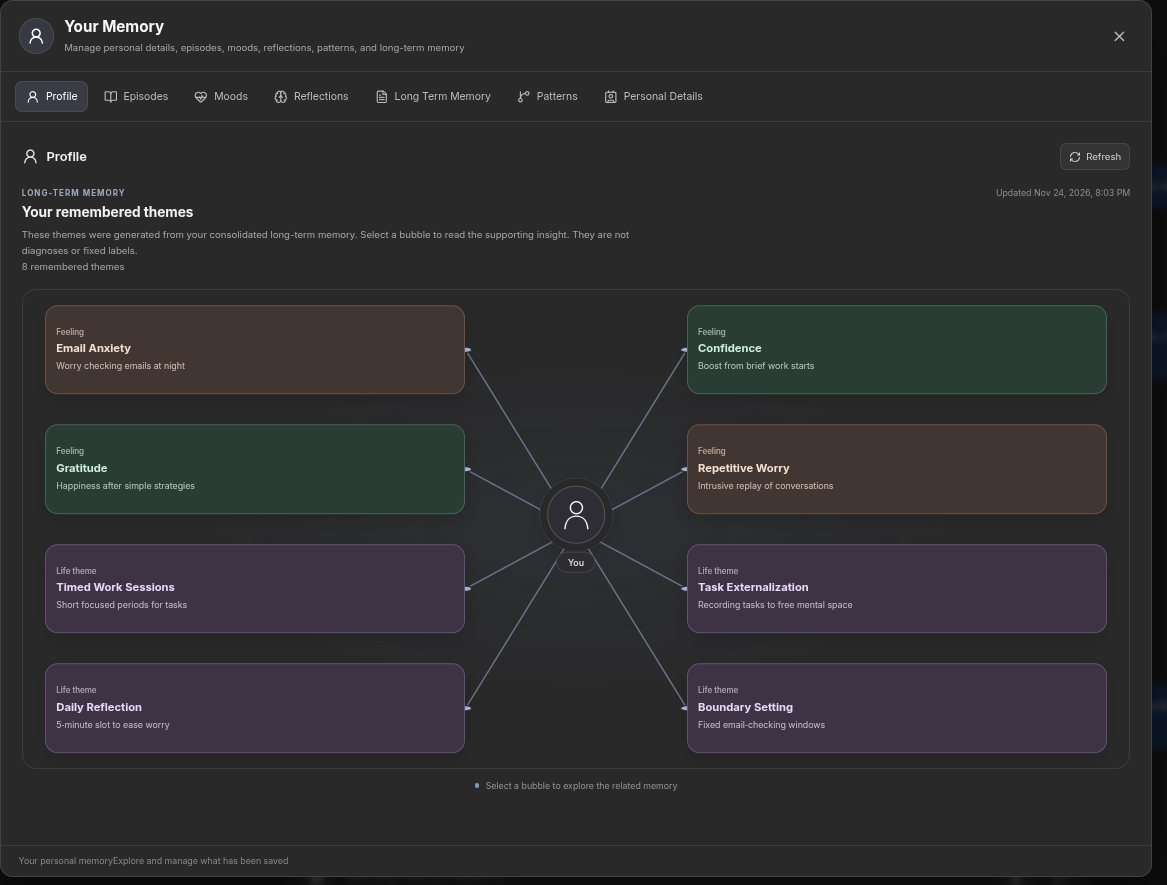 Your Memory
Manage personal details, episodes, moods, reflections, patterns, and long-term memory
Profile
Episodes
Moods
Reflections
Long Term Memory
Patterns
Personal Details
Profile
Refresh
LONG-TERM MEMORY
Updated Nov 24, 2026, 8:03 PM
Your remembered themes
These themes were generated from your consolidated long-term memory. Select a bubble to read the supporting insight. They are not
diagnoses or fixed labels.
8 remembered themes
Feeling
Email Anxiety
Worry checking emails at night
Feeling
Confidence
Boost from brief work starts
Feeling
Gratitude
Happiness after simple strategies
Feeling
Repetitive Worry
Intrusive replay of conversations
You
Life theme
Timed Work Sessions
Short focused periods for tasks
Life theme
Task Externalization
Recording tasks to free mental space
Life theme
Daily Reflection
5-minute slot to ease worry
Life theme
Boundary Setting
Fixed email-checking windows
Select a bubble to explore the related memory
Your personal memoryExplore and manage what has been saved